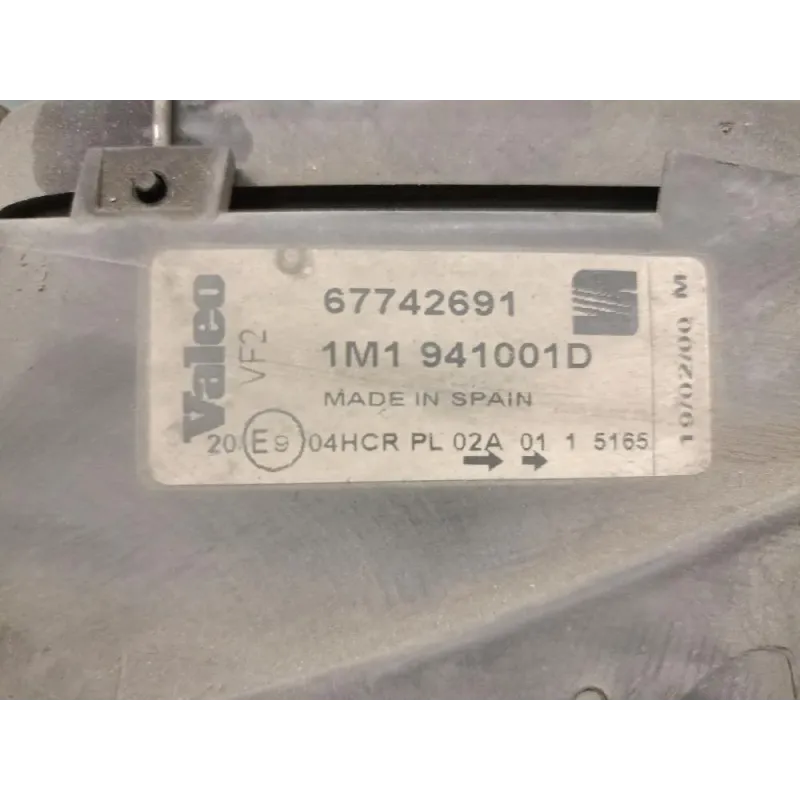 Valeo
VF2
67742691
1M1 941001D
MADE IN SPAIN
20 E9 04HCR PL 02A 01 1 5165
19/02/00 M